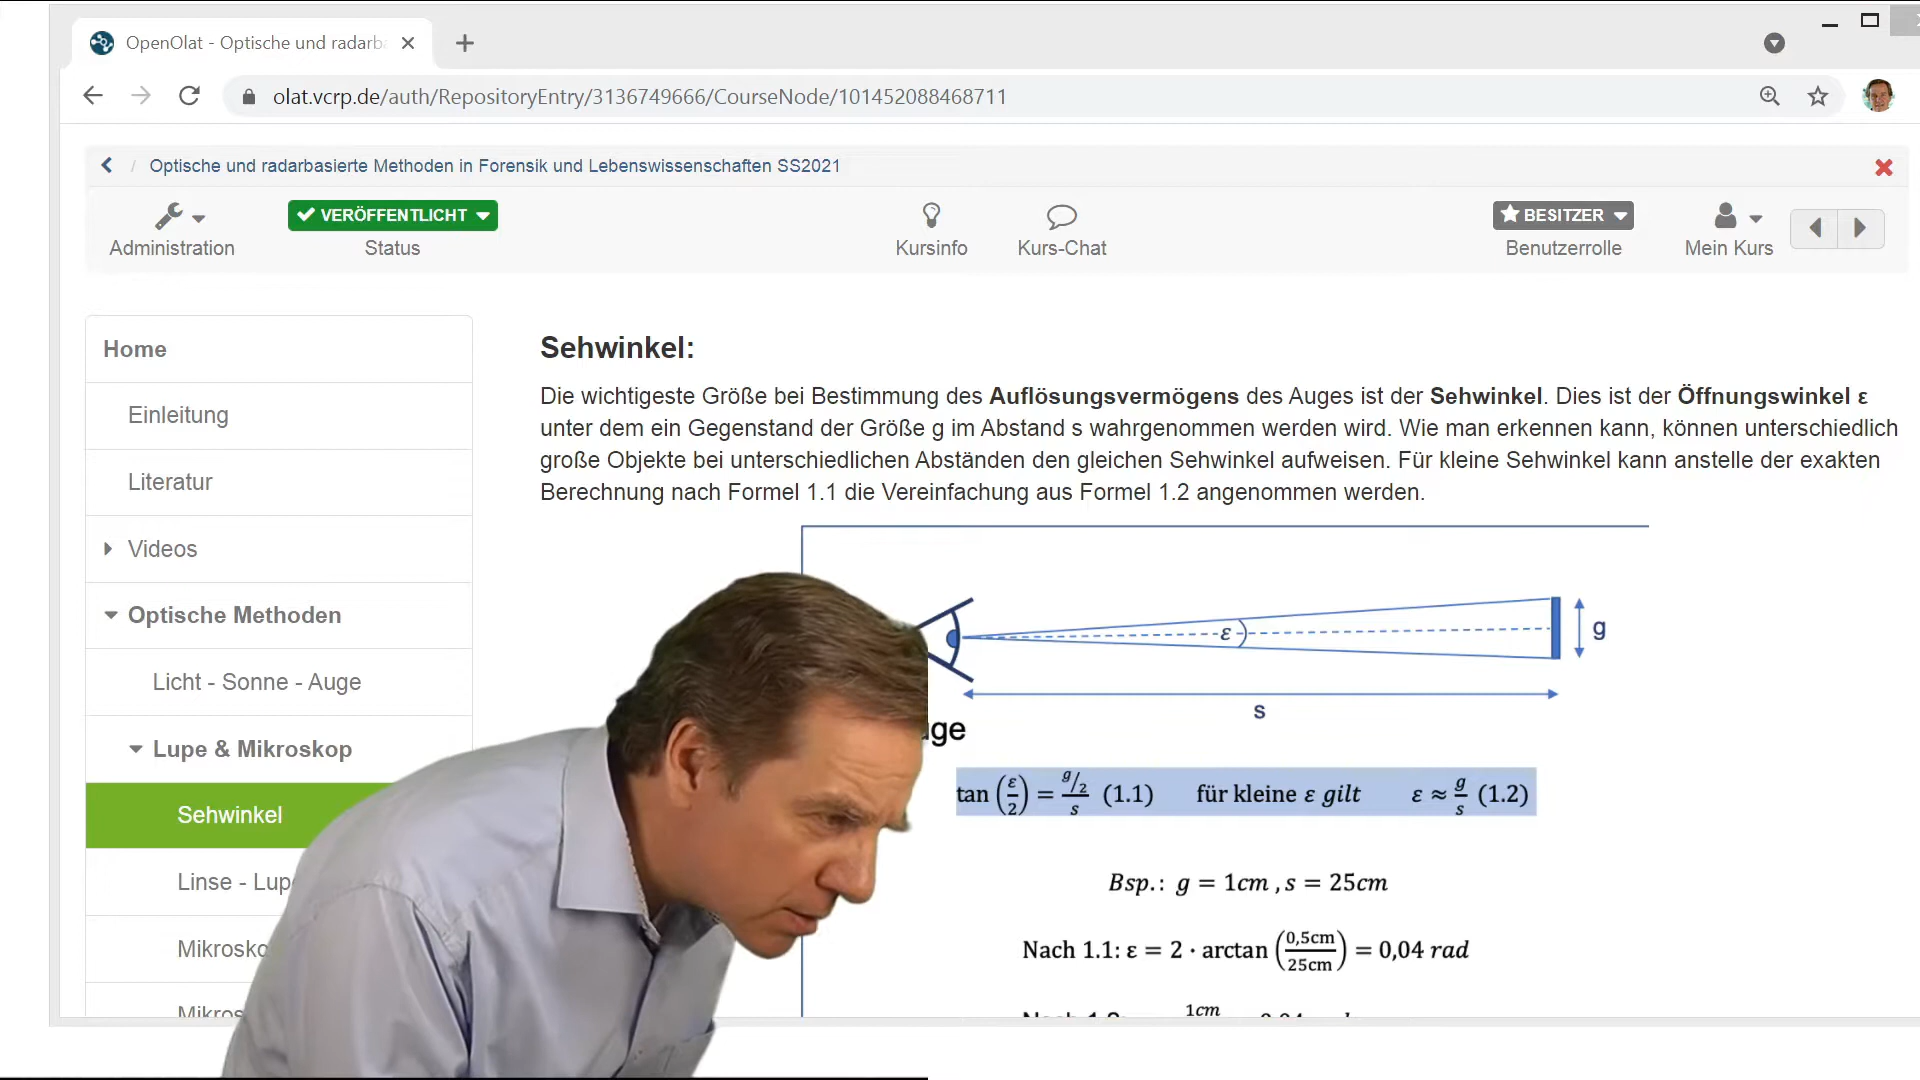 OpenOlat - Optische und radarb
olat.vcrp.de/auth/RepositoryEntry/3136749666/CourseNode/101452088468711
/ Optische und radarbasierte Methoden in Forensik und Lebenswissenschaften SS2021
VERÖFFENTLICHT
BESITZER
Administration
Status
Kursinfo
Kurs-Chat
Benutzerrolle
Mein Kurs
Home
Einleitung
Literatur
Videos
Optische Methoden
Licht - Sonne - Auge
Lupe & Mikroskop
Sehwinkel
Linse - Lup
Mikrosko
Mikros
Sehwinkel:
Die wichtigeste Größe bei Bestimmung des Auflösungsvermögens des Auges ist der Sehwinkel. Dies ist der Öffnungswinkel ε
unter dem ein Gegenstand der Größe g im Abstand s wahrgenommen werden wird. Wie man erkennen kann, können unterschiedlich
große Objekte bei unterschiedlichen Abständen den gleichen Sehwinkel aufweisen. Für kleine Sehwinkel kann anstelle der exakten
Berechnung nach Formel 1.1 die Vereinfachung aus Formel 1.2 angenommen werden.
ε
g
s
uge
tan (ε/2) = (g/2)/s (1.1) für kleine ε gilt ε ≈ g/s (1.2)
Bsp.: g = 1cm , s = 25cm
Nach 1.1: ε = 2 · arctan (0,5cm/25cm) = 0,04 rad
1cm